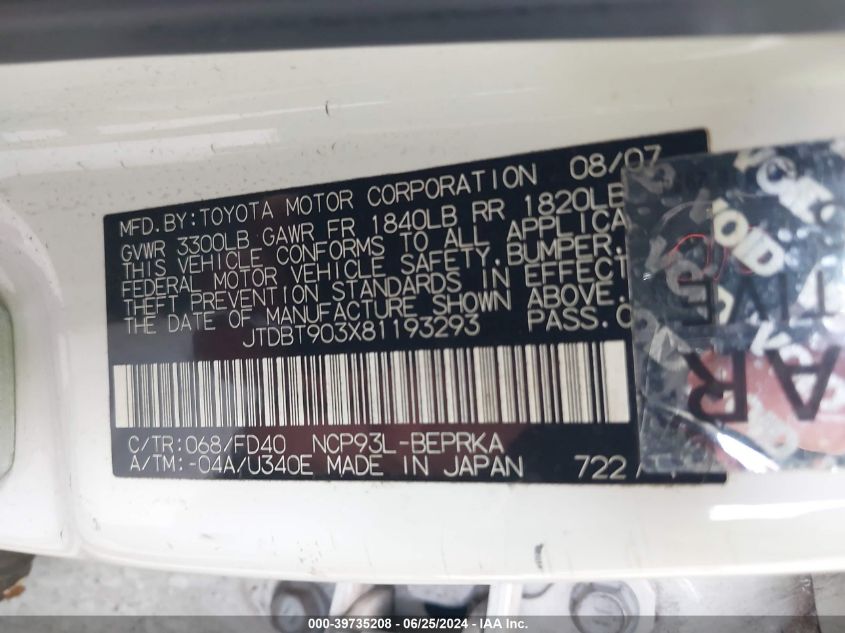 MFD.BY:TOYOTA MOTOR CORPORATION 08/07
GVWR 3300LB GAWR FR 1840LB RR 1820LB
THIS VEHICLE CONFORMS TO ALL APPLICA
FEDERAL MOTOR VEHICLE SAFETY,BUMPER,
THEFT PREVENTION STANDARDS IN EFFECT
THE DATE OF MANUFACTURE SHOWN ABOVE.
JTDBT903X81193293 PASS.C
C/TR:068/FD40 NCP93L-BEPRKA
A/TM:-04A/U340E MADE IN JAPAN 722
VOID
TIVE
AR
000-39735208 - 06/25/2024 - IAA Inc.